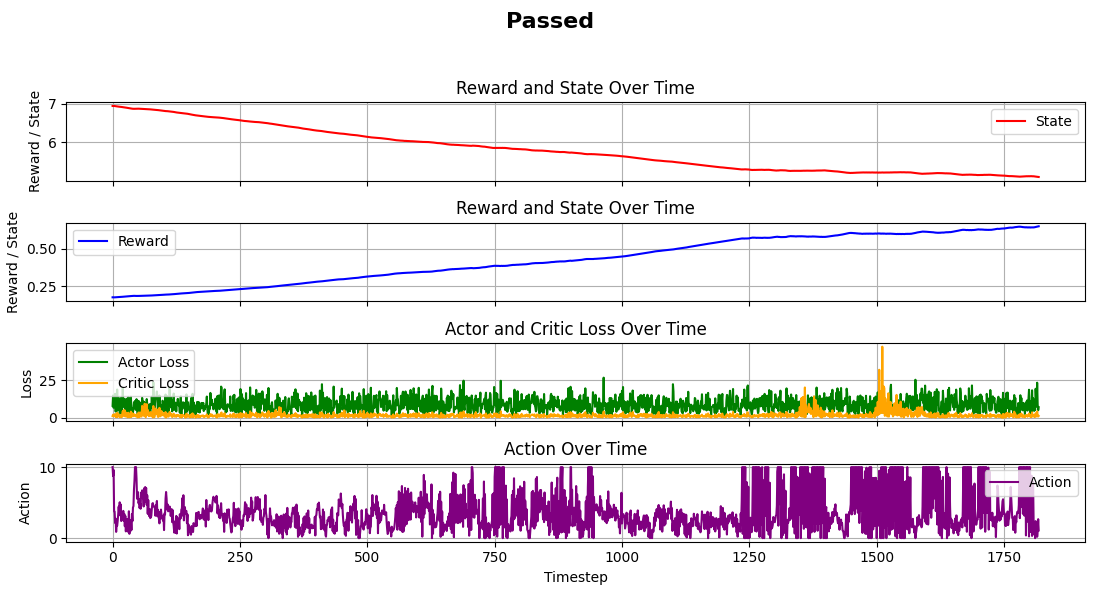 Passed
Reward and State Over Time
Reward / State
7
6
State
Reward and State Over Time
Reward / State
0.50
0.25
Reward
Actor and Critic Loss Over Time
Loss
25
0
Actor Loss
Critic Loss
Action Over Time
Action
10
0
Action
0 250 500 750 1000 1250 1500 1750
Timestep